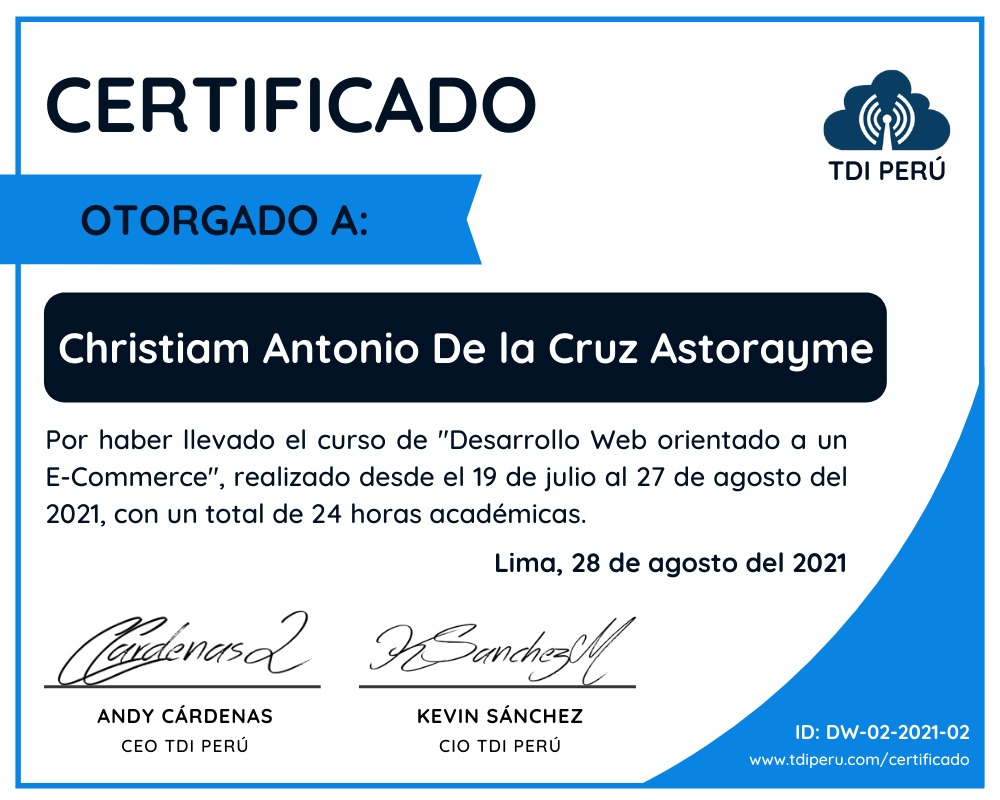 CERTIFICADO
TDI PERÚ
OTORGADO A:
Christiam Antonio De la Cruz Astorayme
Por haber llevado el curso de "Desarrollo Web orientado a un
E-Commerce", realizado desde el 19 de julio al 27 de agosto del
2021, con un total de 24 horas académicas.
Lima, 28 de agosto del 2021
CCárdenasL
KSanchezM
ANDY CÁRDENAS
KEVIN SÁNCHEZ
CEO TDI PERÚ
CIO TDI PERÚ
ID: DW-02-2021-02
www.tdiperu.com/certificado